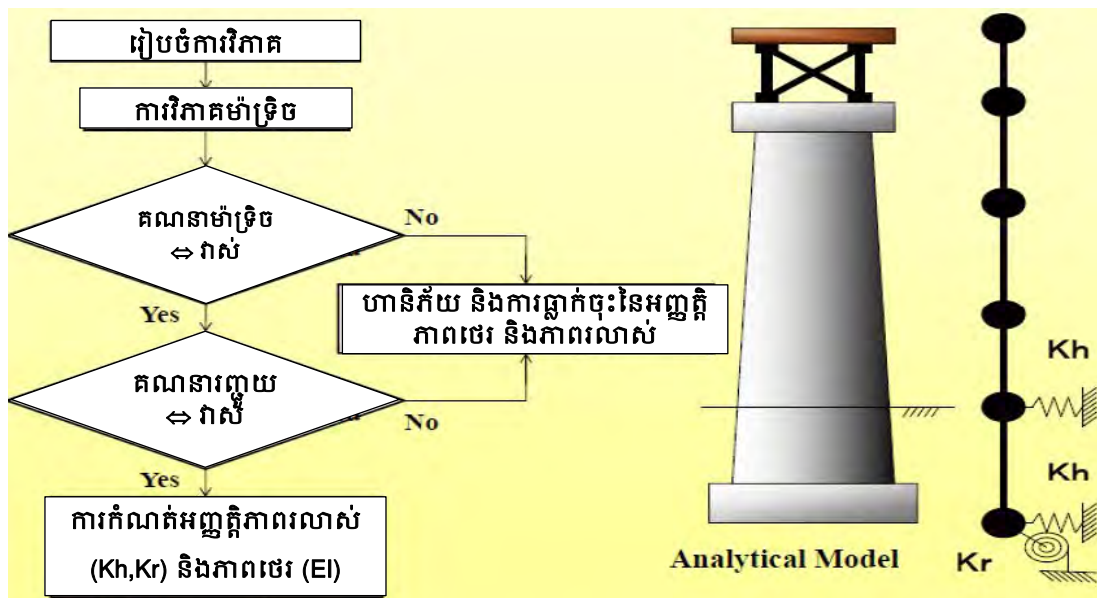 រៀបចំការវិភាគ
ការវិភាគម៉ាទ្រិច
គណនាម៉ាទ្រិច
⇔ វាស់
No
Yes
ហានិភ័យ និងការធ្លាក់ចុះនៃអញ្ញត្តិ
ភាពថេរ និងភាពរលាស់
គណនារញ្ជួយ
⇔ វាស់
No
Yes
ការកំណត់អញ្ញត្តិភាពរលាស់
(Kh,Kr) និងភាពថេរ (EI)
Kh
Kh
Kr
Analytical Model